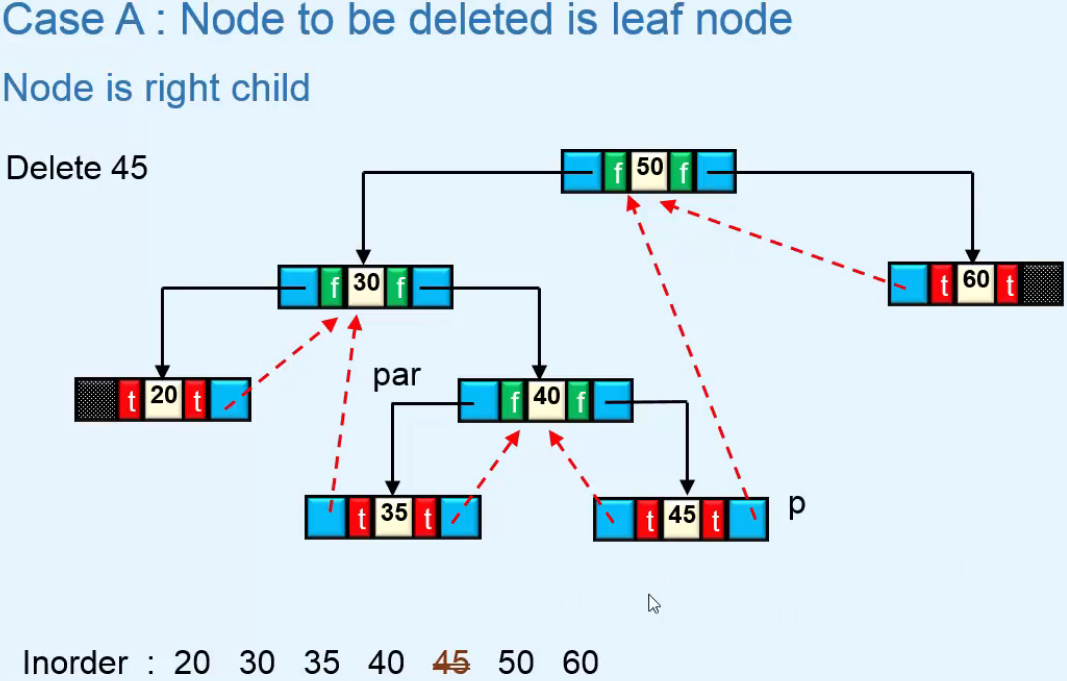 Case A : Node to be deleted is leaf node
Node is right child
Delete 45
f 50 f
f 30 f
t 60 t
par
t 20 t
f 40 f
t 35 t
t 45 t
p
Inorder : 20 30 35 40 45 50 60